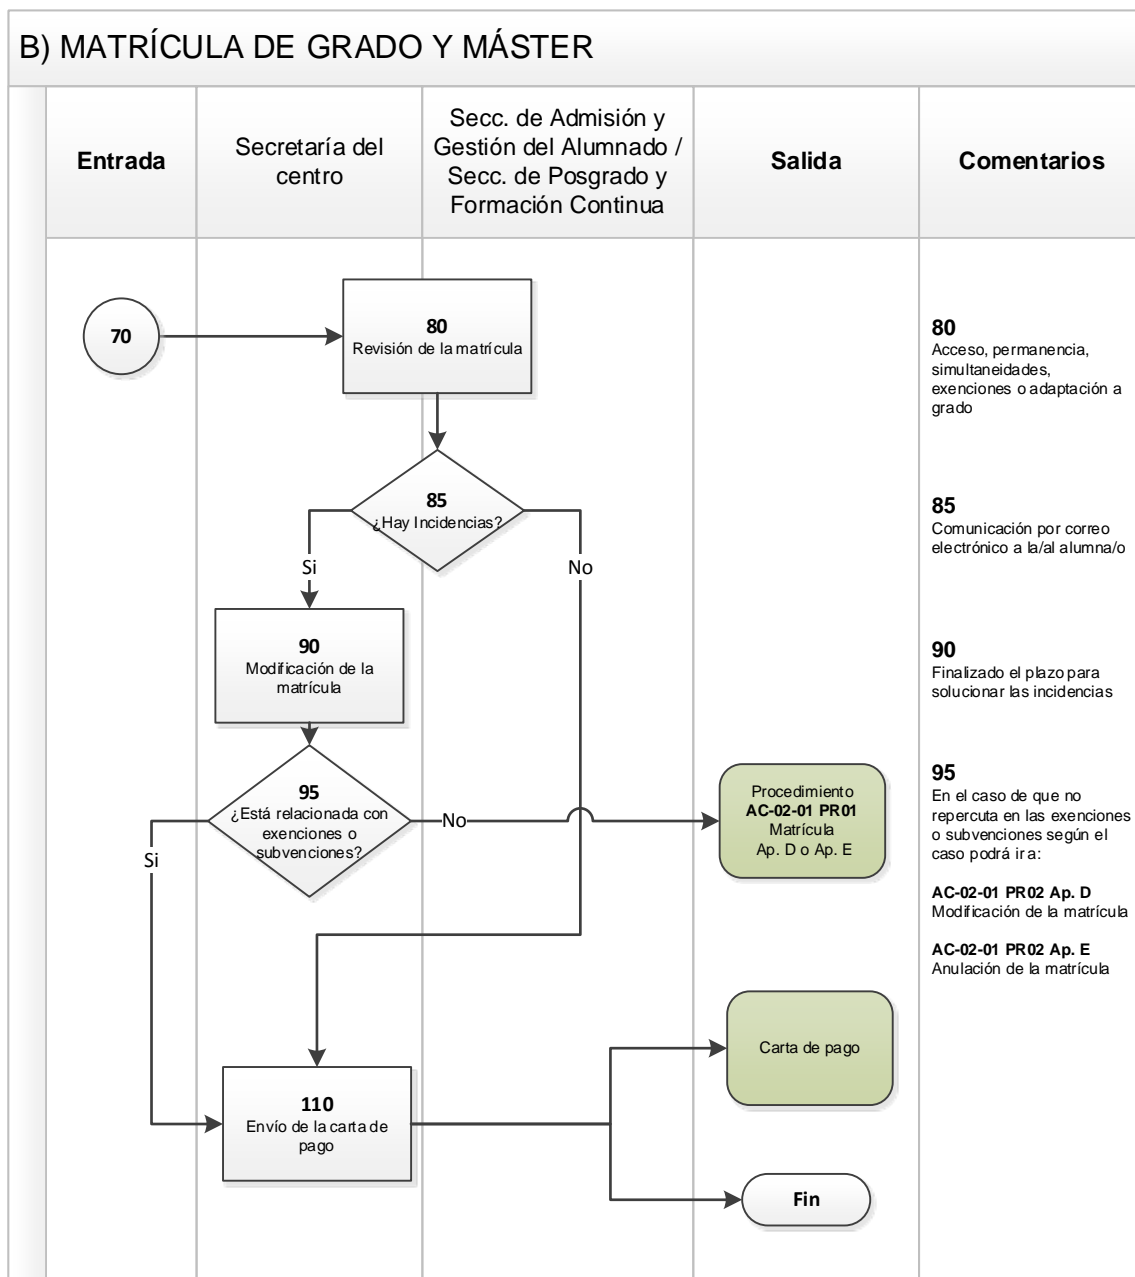 B) MATRÍCULA DE GRADO Y MÁSTER
Entrada
Secretaría del
centro
Secc. de Admisión y
Gestión del Alumnado /
Secc. de Posgrado y
Formación Continua
Salida
Comentarios
70
80
Revisión de la matrícula
85
¿Hay Incidencias?
Si
No
90
Modificación de la
matrícula
95
¿Está relacionada con
exenciones o
subvenciones?
No
Si
Procedimiento
AC-02-01 PR01
Matrícula
Ap. D o Ap. E
110
Envío de la carta de
pago
Carta de pago
Fin
80
Acceso, permanencia,
simultaneidades,
exenciones o adaptación a
grado
85
Comunicación por correo
electrónico a la/al alumna/o
90
Finalizado el plazo para
solucionar las incidencias
95
En el caso de que no
repercuta en las exenciones
o subvenciones según el
caso podrá ir a:
AC-02-01 PR02 Ap. D
Modificación de la matrícula
AC-02-01 PR02 Ap. E
Anulación de la matrícula